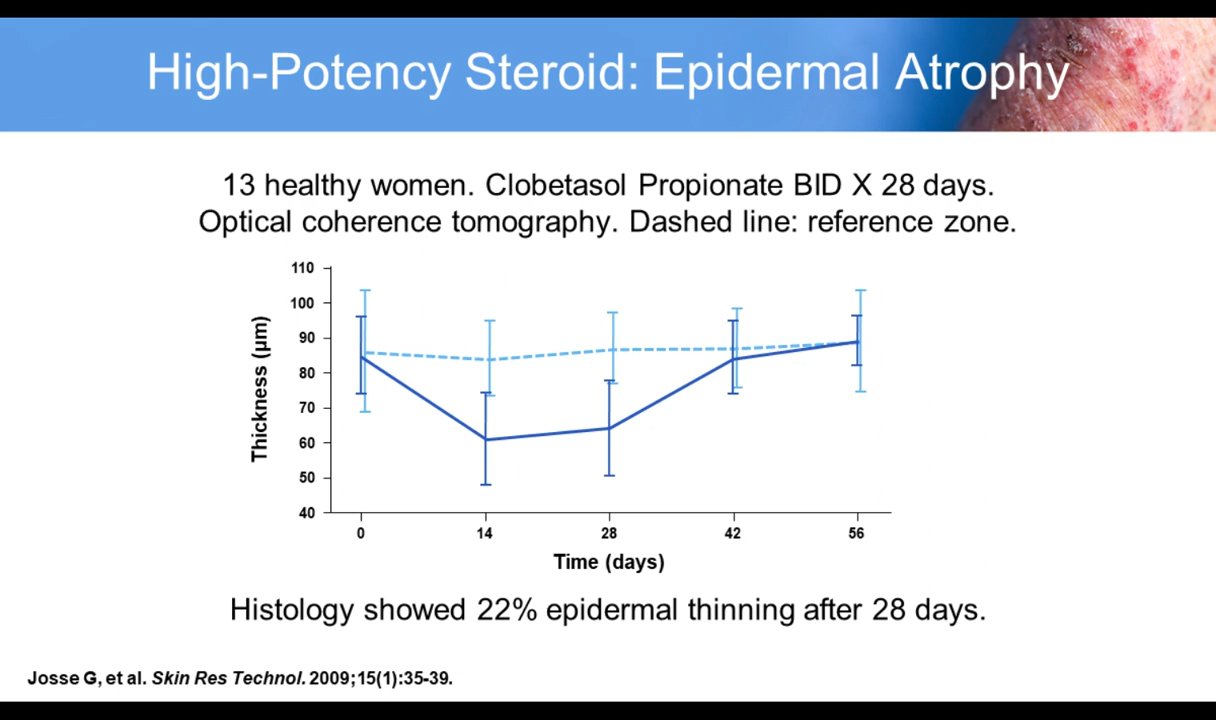 High-Potency Steroid: Epidermal Atrophy
13 healthy women. Clobetasol Propionate BID X 28 days.
Optical coherence tomography. Dashed line: reference zone.
110
100
90
80
70
60
50
40
Thickness (µm)
0 14 28 42 56
Time (days)
Histology showed 22% epidermal thinning after 28 days.
Josse G, et al. Skin Res Technol. 2009;15(1):35-39.